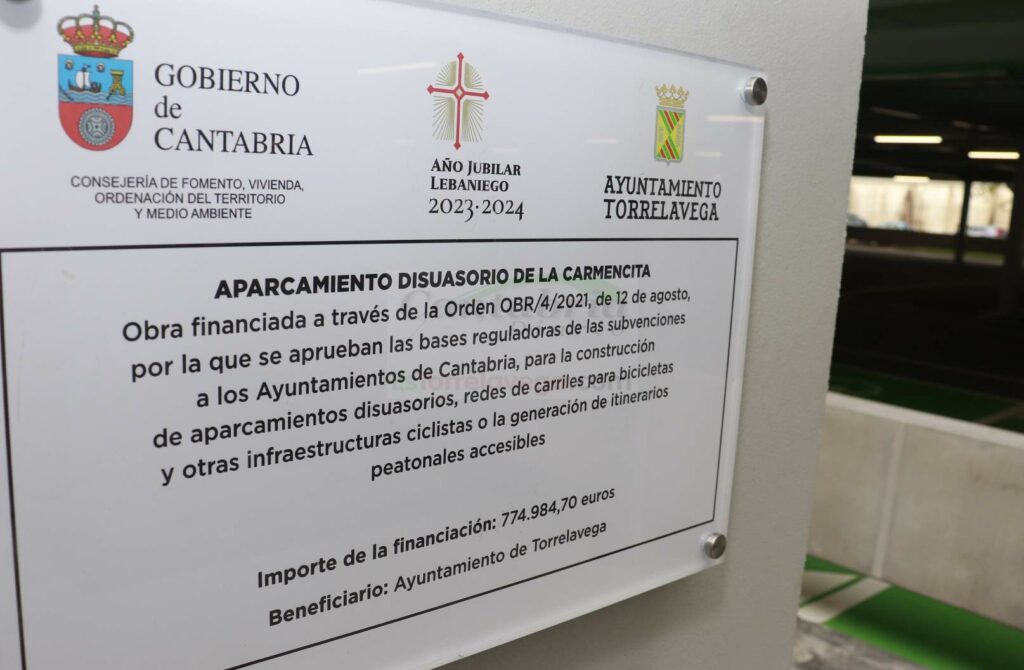 GOBIERNO
de
CANTABRIA
CONSEJERÍA DE FOMENTO, VIVIENDA,
ORDENACIÓN DEL TERRITORIO
Y MEDIO AMBIENTE
AÑO JUBILAR
LEBANIEGO
2023·2024
AYUNTAMIENTO
TORRELAVEGA
APARCAMIENTO DISUASORIO DE LA CARMENCITA
Obra financiada a través de la Orden OBR/4/2021, de 12 de agosto,
por la que se aprueban las bases reguladoras de las subvenciones
a los Ayuntamientos de Cantabria, para la construcción
de aparcamientos disuasorios, redes de carriles para bicicletas
y otras infraestructuras ciclistas o la generación de itinerarios
peatonales accesibles
Importe de la financiación: 774.984,70 euros
Beneficiario: Ayuntamiento de Torrelavega